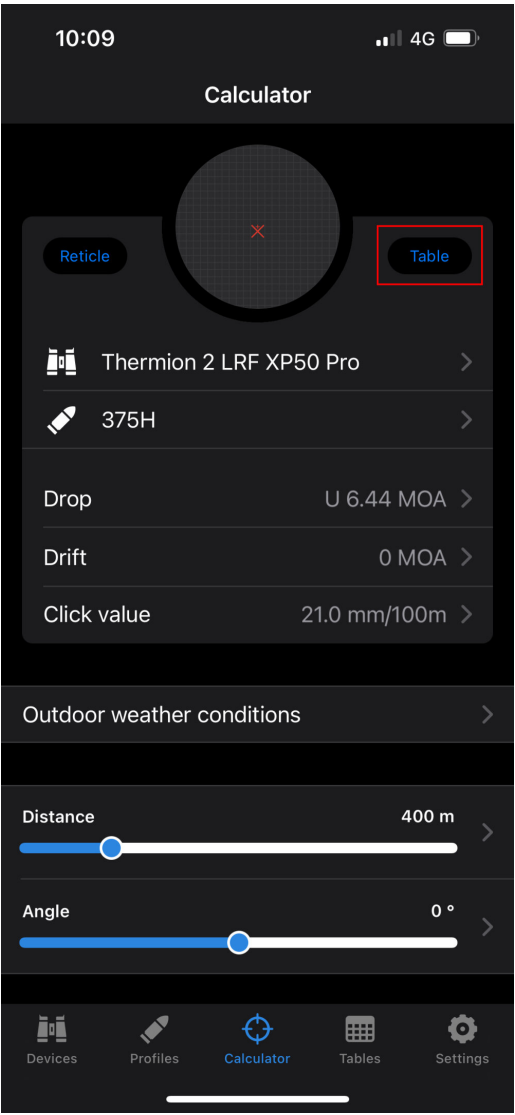 10:09
4G
Calculator
Reticle
Table
Thermion 2 LRF XP50 Pro
375H
Drop U 6.44 MOA
Drift 0 MOA
Click value 21.0 mm/100m
Outdoor weather conditions
Distance 400 m
Angle 0 °
Devices Profiles Calculator Tables Settings